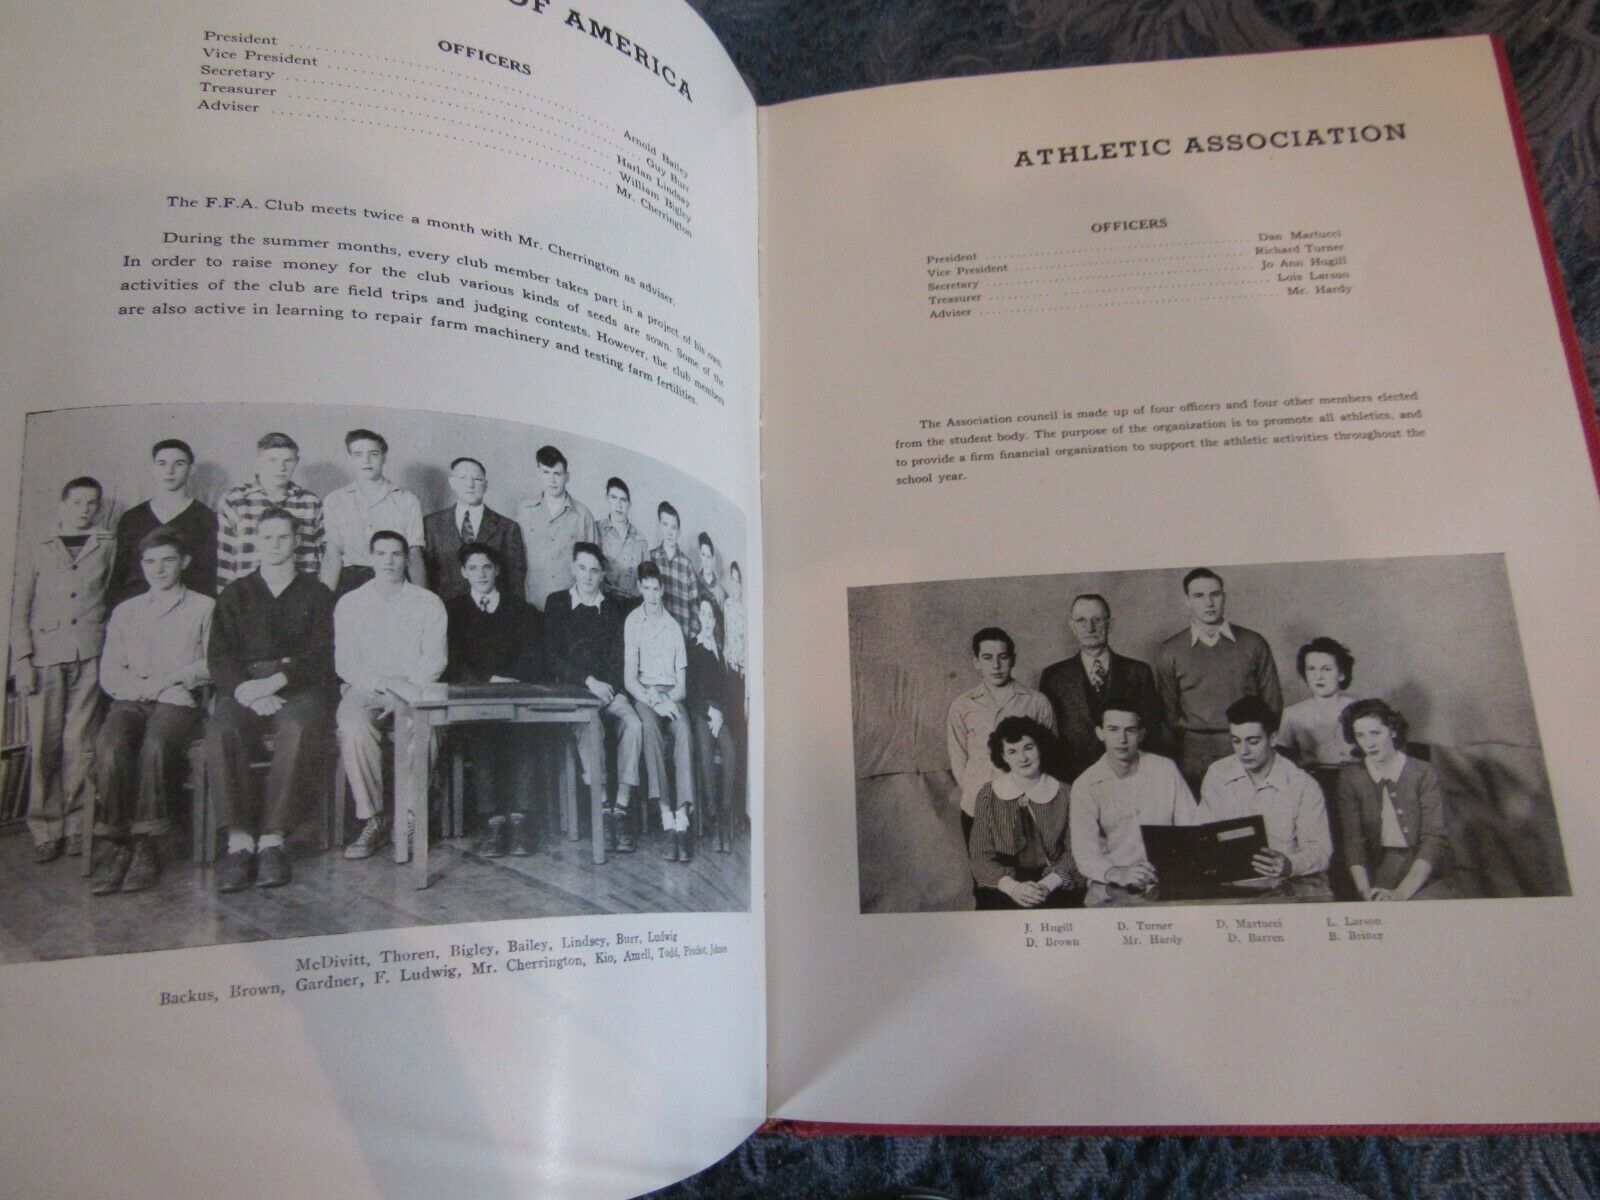 OF AMERICA
OFFICERS
President Arnold Bailey
Vice President Guy Burr
Secretary Harlan Lindsay
Treasurer William Bigley
Adviser Mr. Cherrington
The F.F.A. Club meets twice a month with Mr. Cherrington as adviser.
During the summer months, every club member takes part in a project of his own.
In order to raise money for the club various kinds of seeds are sown. Some of the
activities of the club are field trips and judging contests. However, the club members
are also active in learning to repair farm machinery and testing farm fertilities.
McDivitt, Thoren, Bigley, Bailey, Lindsey, Burr, Ludwig
Backus, Brown, Gardner, F. Ludwig, Mr. Cherrington, Kio, Amell, Todd, Pincher, Johnson
ATHLETIC ASSOCIATION
OFFICERS
President Dan Martucci
Vice President Richard Turner
Secretary Jo Ann Hugill
Treasurer Lois Larson
Adviser Mr. Hardy
The Association council is made up of four officers and four other members elected
from the student body. The purpose of the organization is to promote all athletics, and
to provide a firm financial organization to support the athletic activities throughout the
school year.
J. Hugill D. Turner D. Martucci L. Larson
D. Brown Mr. Hardy D. Barren B. Briner